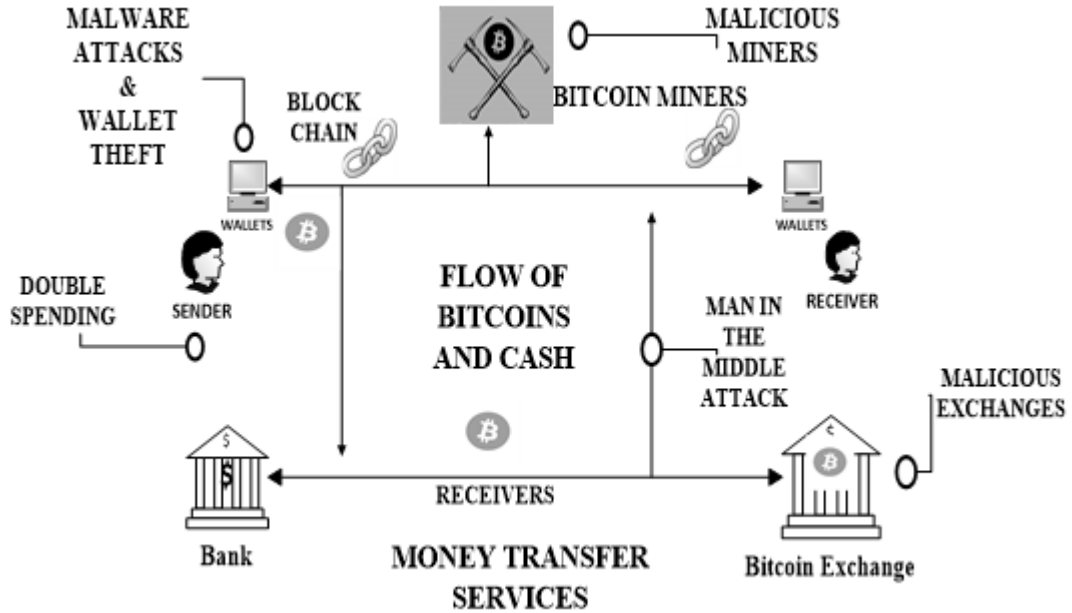 MALWARE
ATTACKS
&
WALLET
THEFT
MALICIOUS
MINERS
BITCOIN MINERS
BLOCK
CHAIN
WALLETS
WALLETS
SENDER
RECEIVER
DOUBLE
SPENDING
FLOW OF
BITCOINS
AND CASH
MAN IN
THE
MIDDLE
ATTACK
MALICIOUS
EXCHANGES
$
$
¢
RECEIVERS
Bank
MONEY TRANSFER
SERVICES
Bitcoin Exchange